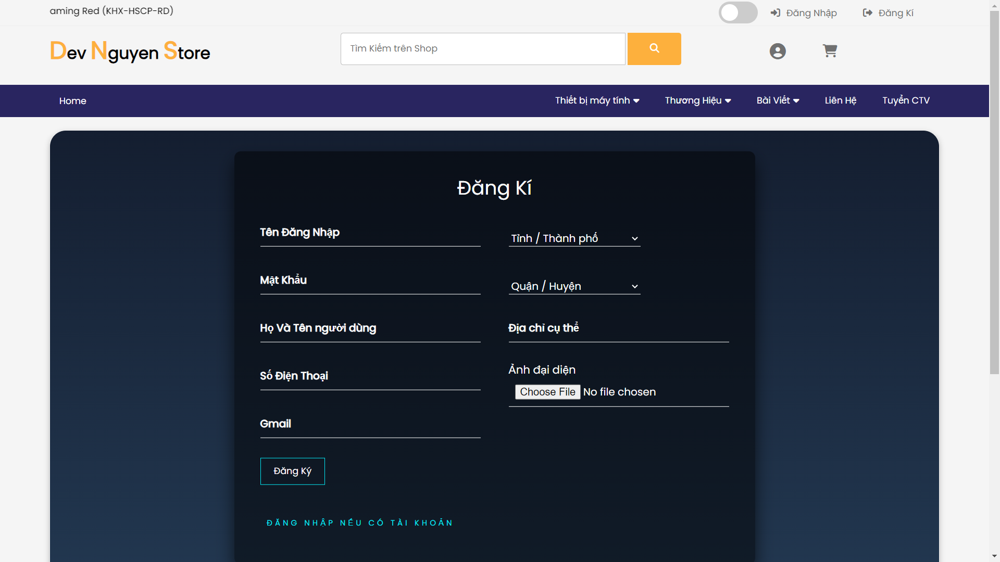 aming Red (KHX-HSCP-RD)
Đăng Nhập
Đăng Kí
Dev Nguyen Store
Tìm Kiếm trên Shop
Home
Thiết bị máy tính
Thương Hiệu
Bài Viết
Liên Hệ
Tuyển CTV
Đăng Kí
Tên Đăng Nhập
Tỉnh / Thành phố
Mật Khẩu
Quận / Huyện
Họ Và Tên người dùng
Địa chỉ cụ thể
Số Điện Thoại
Ảnh đại diện
Choose File No file chosen
Gmail
Đăng Ký
ĐĂNG NHẬP NẾU CÓ TÀI KHOẢN